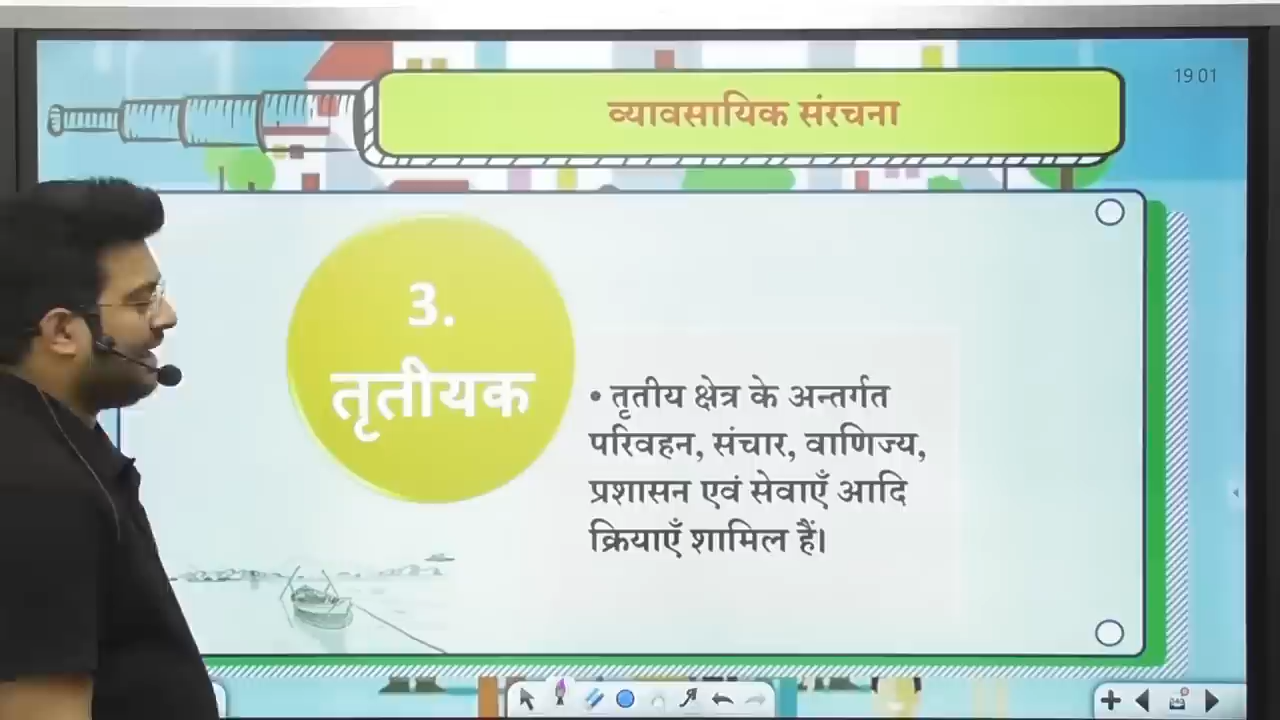 19 01
व्यावसायिक संरचना
3.
तृतीयक
• तृतीय क्षेत्र के अन्तर्गत
परिवहन, संचार, वाणिज्य,
प्रशासन एवं सेवाएँ आदि
क्रियाएँ शामिल हैं।